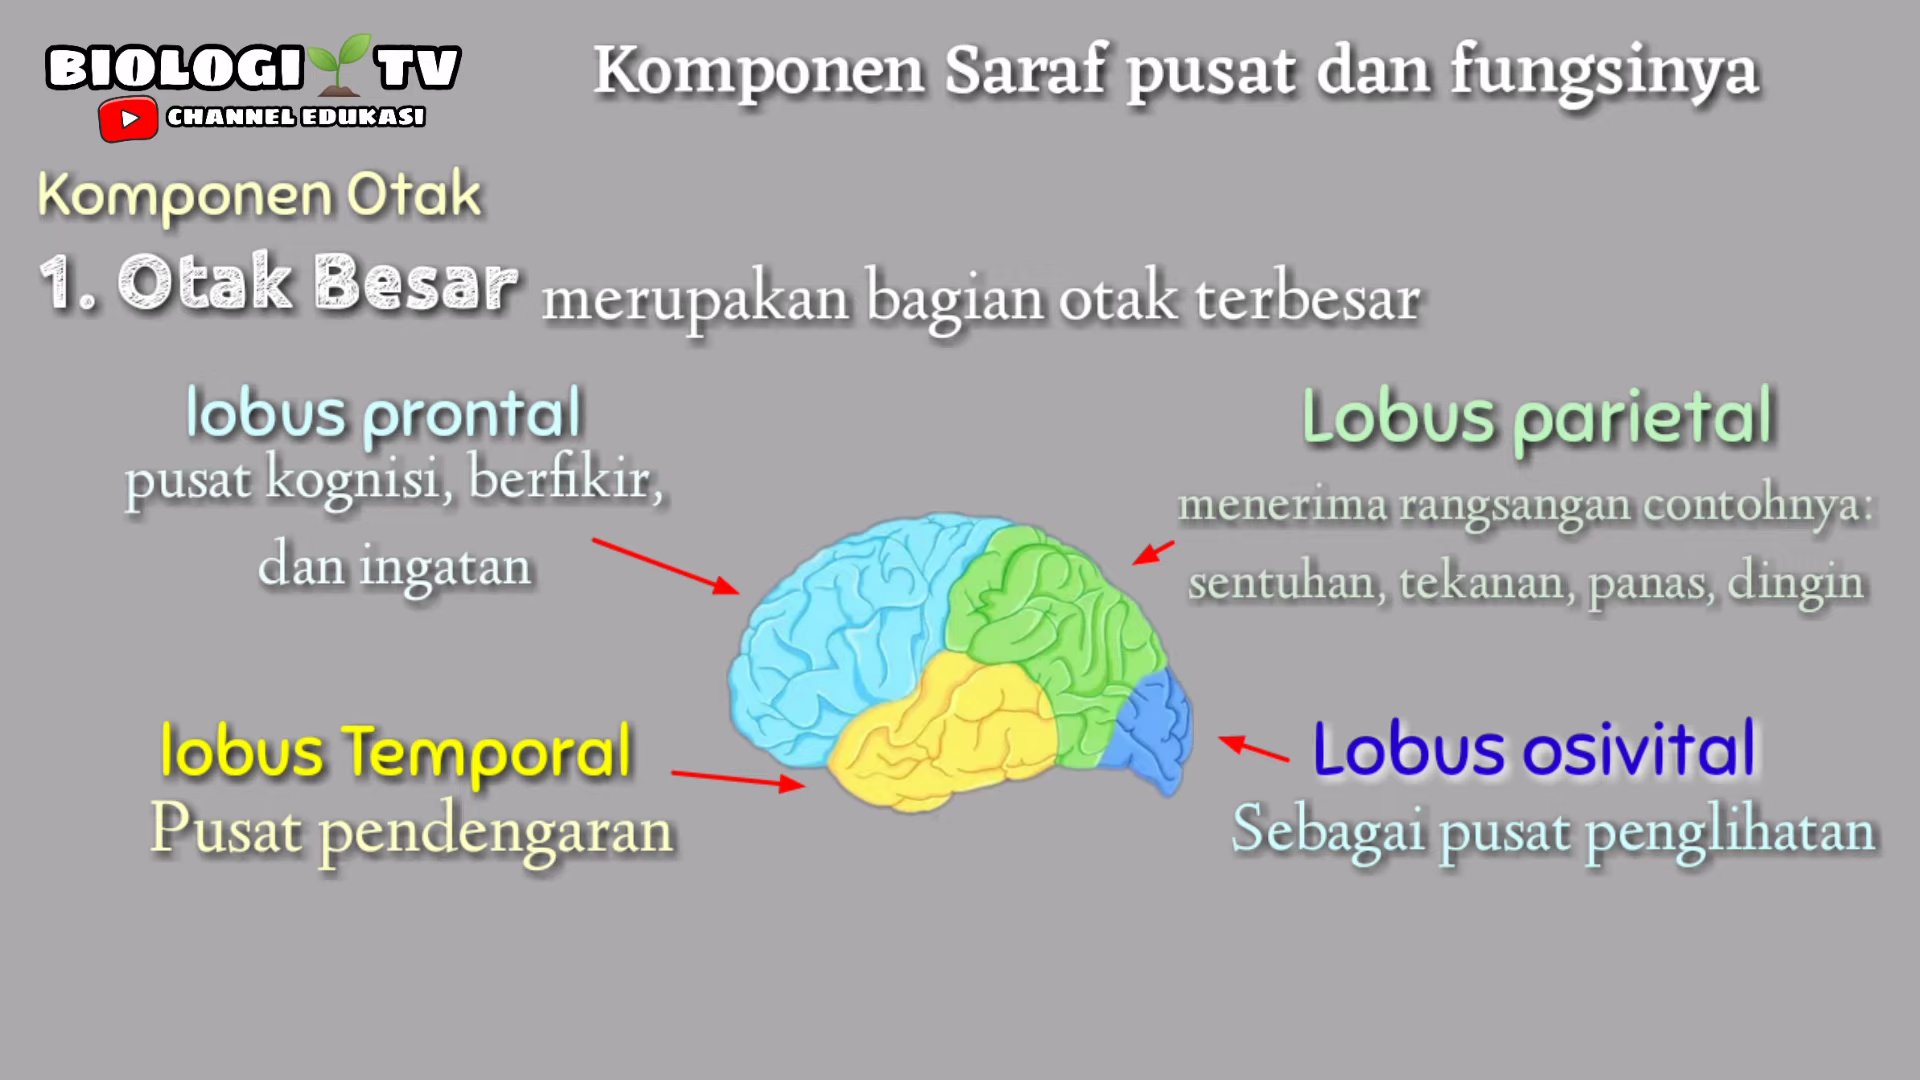 BIOLOGI TV
CHANNEL EDUKASI
Komponen Saraf pusat dan fungsinya
Komponen Otak
1. Otak Besar merupakan bagian otak terbesar
lobus prontal
pusat kognisi, berfikir,
dan ingatan
Lobus parietal
menerima rangsangan contohnya:
sentuhan, tekanan, panas, dingin
lobus Temporal
Pusat pendengaran
Lobus osivital
Sebagai pusat penglihatan